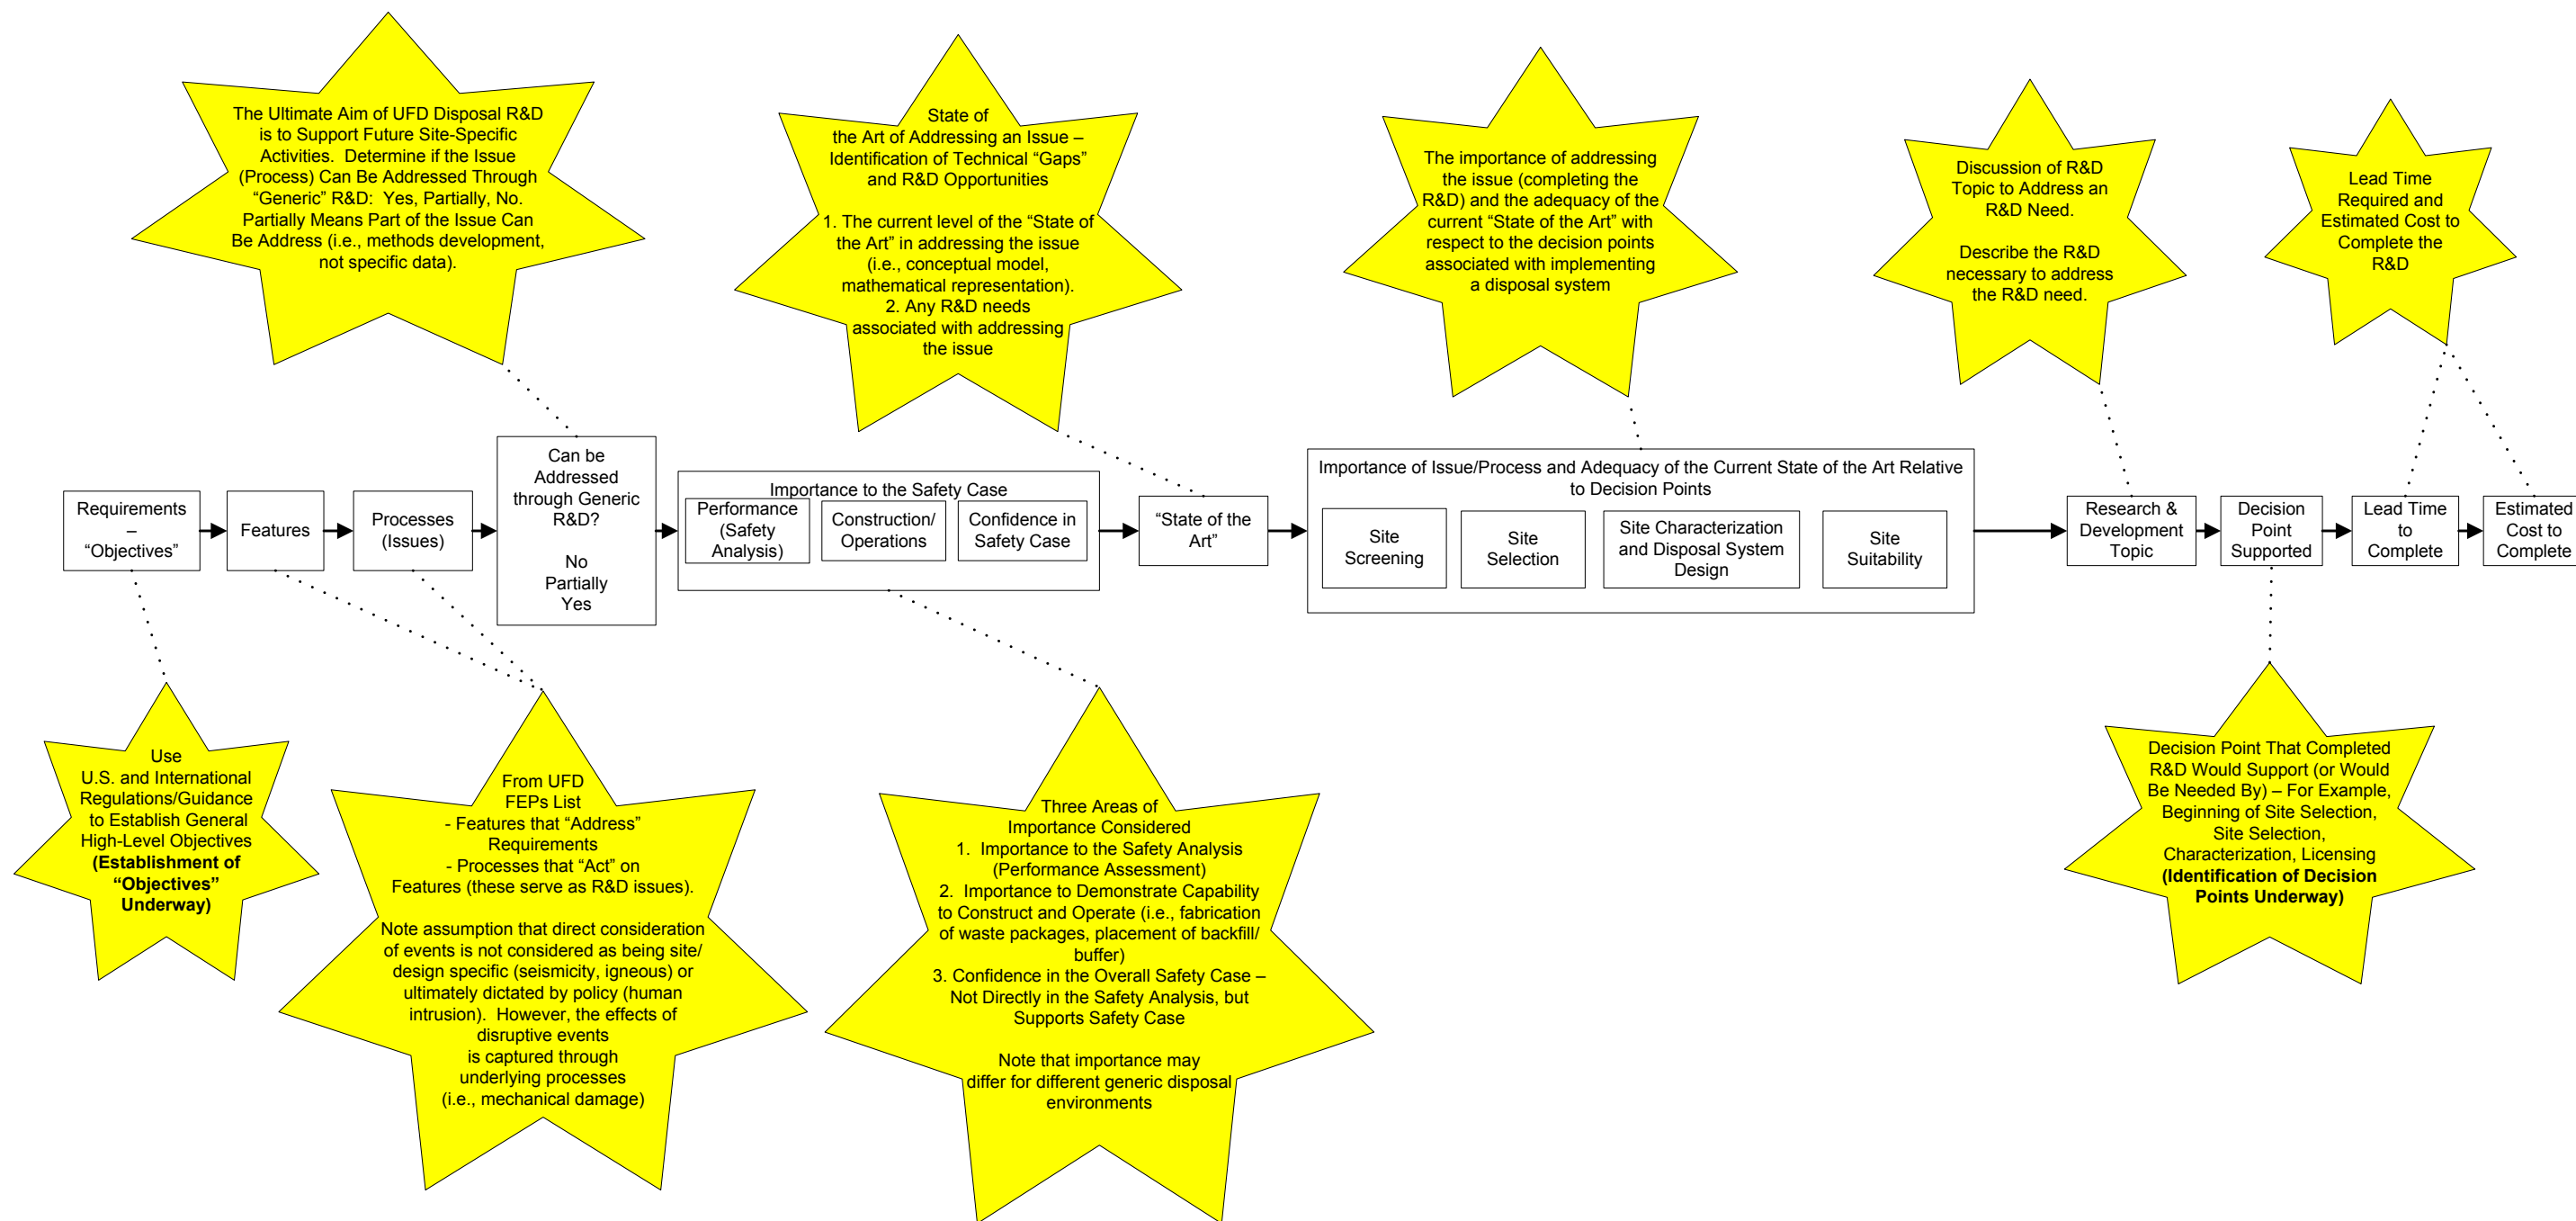 The Ultimate Aim of UFD Disposal R&D
is to Support Future Site-Specific
Activities. Determine if the Issue
(Process) Can Be Addressed Through
“Generic” R&D: Yes, Partially, No.
Partially Means Part of the Issue Can
Be Address (i.e., methods development,
not specific data).
State of
the Art of Addressing an Issue –
Identification of Technical “Gaps”
and R&D Opportunities
1. The current level of the “State of
the Art” in addressing the issue
(i.e., conceptual model,
mathematical representation).
2. Any R&D needs
associated with addressing
the issue
The importance of addressing
the issue (completing the
R&D) and the adequacy of the
current “State of the Art” with
respect to the decision points
associated with implementing
a disposal system
Discussion of R&D
Topic to Address an
R&D Need.
Describe the R&D
necessary to address
the R&D need.
Lead Time
Required and
Estimated Cost to
Complete the
R&D
Requirements
–
“Objectives”
Features
Processes
(Issues)
Can be
Addressed
through Generic
R&D?
No
Partially
Yes
Importance to the Safety Case
Performance
(Safety
Analysis)
Construction/
Operations
Confidence in
Safety Case
“State of the
Art”
Importance of Issue/Process and Adequacy of the Current State of the Art Relative
to Decision Points
Site
Screening
Site
Selection
Site Characterization
and Disposal System
Design
Site
Suitability
Research &
Development
Topic
Decision
Point
Supported
Lead Time
to
Complete
Estimated
Cost to
Complete
Use
U.S. and International
Regulations/Guidance
to Establish General
High-Level Objectives
(Establishment of
“Objectives”
Underway)
From UFD
FEPs List
- Features that “Address”
Requirements
- Processes that “Act” on
Features (these serve as R&D issues).
Note assumption that direct consideration
of events is not considered as being site/
design specific (seismicity, igneous) or
ultimately dictated by policy (human
intrusion). However, the effects of
disruptive events
is captured through
underlying processes
(i.e., mechanical damage)
Three Areas of
Importance Considered
1. Importance to the Safety Analysis
(Performance Assessment)
2. Importance to Demonstrate Capability
to Construct and Operate (i.e., fabrication
of waste packages, placement of backfill/
buffer)
3. Confidence in the Overall Safety Case –
Not Directly in the Safety Analysis, but
Supports Safety Case
Note that importance may
differ for different generic disposal
environments
Decision Point That Completed
R&D Would Support (or Would
Be Needed By) – For Example,
Beginning of Site Selection,
Site Selection,
Characterization, Licensing
(Identification of Decision
Points Underway)